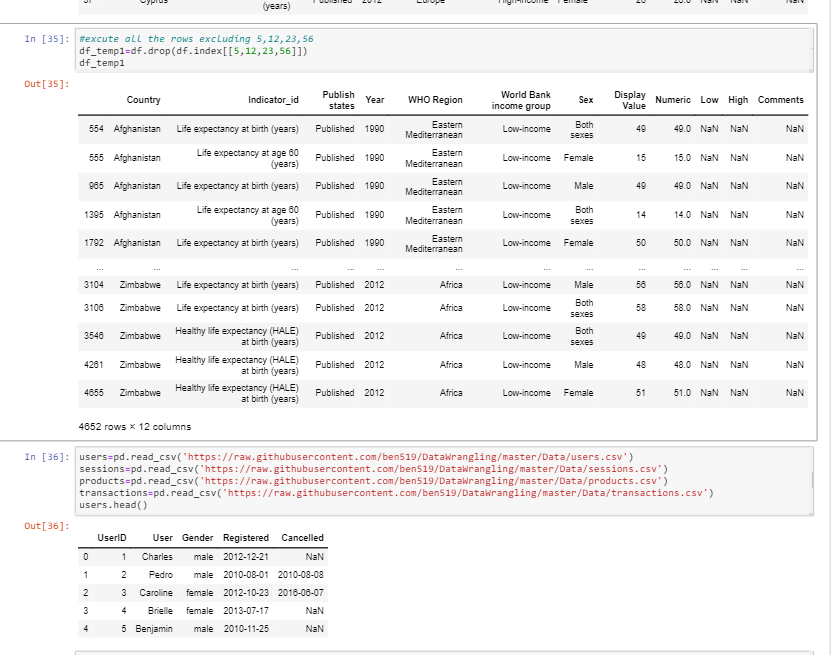 37 Cyprus (years) Published 2012 Europe High-income Female 20 20.0 NaN NaN NaN
In [35]: #excute all the rows excluding 5,12,23,56
df_temp1=df.drop(df.index[[5,12,23,56]])
df_temp1
Out[35]:
Country Indicator_id Publish states Year WHO Region World Bank income group Sex Display Value Numeric Low High Comments
554 Afghanistan Life expectancy at birth (years) Published 1990 Eastern Mediterranean Low-income Both sexes 49 49.0 NaN NaN NaN
555 Afghanistan Life expectancy at age 60 (years) Published 1990 Eastern Mediterranean Low-income Female 15 15.0 NaN NaN NaN
965 Afghanistan Life expectancy at birth (years) Published 1990 Eastern Mediterranean Low-income Male 49 49.0 NaN NaN NaN
1395 Afghanistan Life expectancy at age 60 (years) Published 1990 Eastern Mediterranean Low-income Both sexes 14 14.0 NaN NaN NaN
1792 Afghanistan Life expectancy at birth (years) Published 1990 Eastern Mediterranean Low-income Female 50 50.0 NaN NaN NaN
... ... ... ... ... ... ... ... ... ... ... ... ...
3104 Zimbabwe Life expectancy at birth (years) Published 2012 Africa Low-income Male 56 56.0 NaN NaN NaN
3106 Zimbabwe Life expectancy at birth (years) Published 2012 Africa Low-income Both sexes 58 58.0 NaN NaN NaN
3546 Zimbabwe Healthy life expectancy (HALE) at birth (years) Published 2012 Africa Low-income Both sexes 49 49.0 NaN NaN NaN
4261 Zimbabwe Healthy life expectancy (HALE) at birth (years) Published 2012 Africa Low-income Male 48 48.0 NaN NaN NaN
4655 Zimbabwe Healthy life expectancy (HALE) at birth (years) Published 2012 Africa Low-income Female 51 51.0 NaN NaN NaN
4652 rows × 12 columns
In [36]: users=pd.read_csv('https://raw.githubusercontent.com/ben519/DataWrangling/master/Data/users.csv')
sessions=pd.read_csv('https://raw.githubusercontent.com/ben519/DataWrangling/master/Data/sessions.csv')
products=pd.read_csv('https://raw.githubusercontent.com/ben519/DataWrangling/master/Data/products.csv')
transactions=pd.read_csv('https://raw.githubusercontent.com/ben519/DataWrangling/master/Data/transactions.csv')
users.head()
Out[36]:
UserID User Gender Registered Cancelled
0 1 Charles male 2012-12-21 NaN
1 2 Pedro male 2010-08-01 2010-08-08
2 3 Caroline female 2012-10-23 2016-06-07
3 4 Brielle female 2013-07-17 NaN
4 5 Benjamin male 2010-11-25 NaN